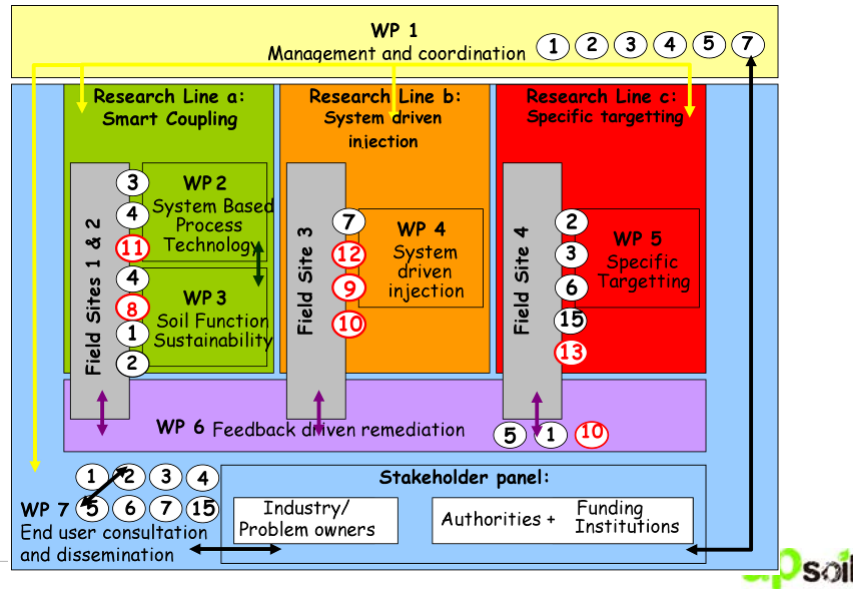 WP 1
Management and coordination 1 2 3 4 5 7
Research Line a:
Smart Coupling
Research Line b:
System driven
injection
Research Line c:
Specific targetting
Field Sites 1 & 2
3
4
11
4
8
1
2
WP 2
System Based
Process
Technology
WP 3
Soil Function
Sustainability
Field Site 3
7
12
9
10
WP 4
System
driven
injection
Field Site 4
2
3
6
15
13
WP 5
Specific
Targetting
WP 6 Feedback driven remediation
5 1 10
1 2 3 4
5 6 7 15
WP 7
End user consultation
and dissemination
Stakeholder panel:
Industry/
Problem owners
Authorities + Funding
Institutions
soil